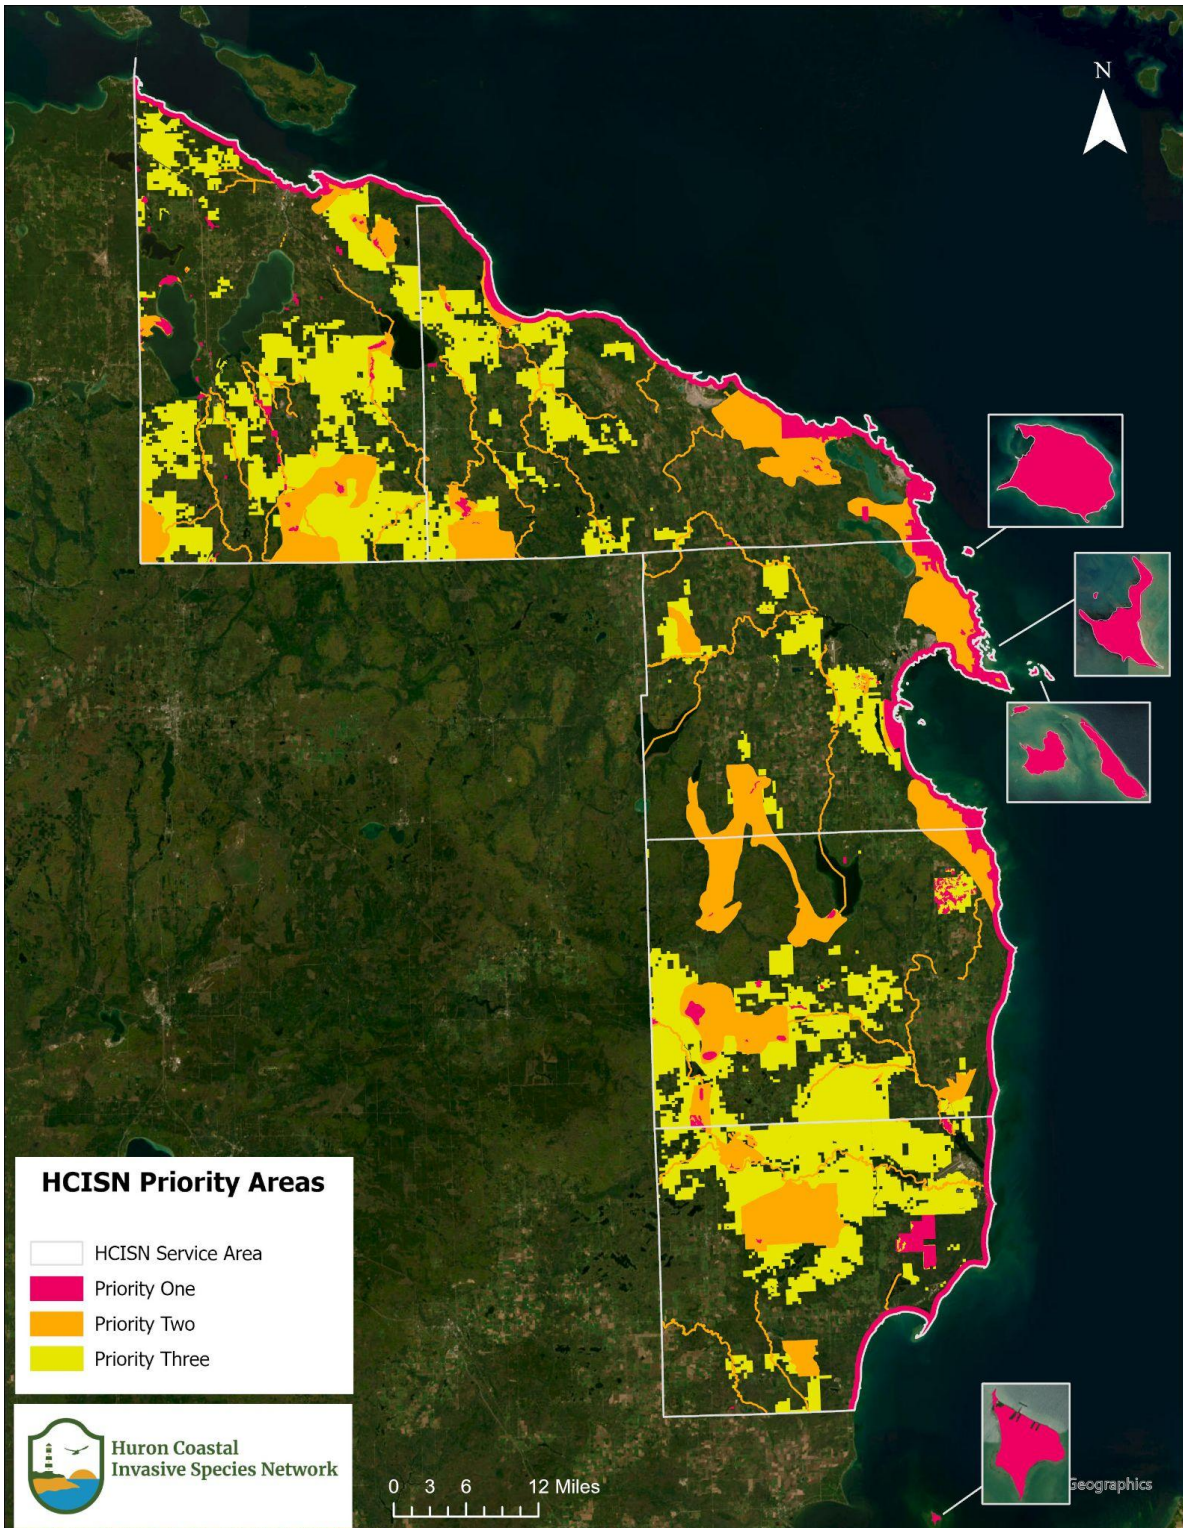 N
HCISN Priority Areas
HCISN Service Area
Priority One
Priority Two
Priority Three
Huron Coastal
Invasive Species Network
0 3 6 12 Miles
Geographics